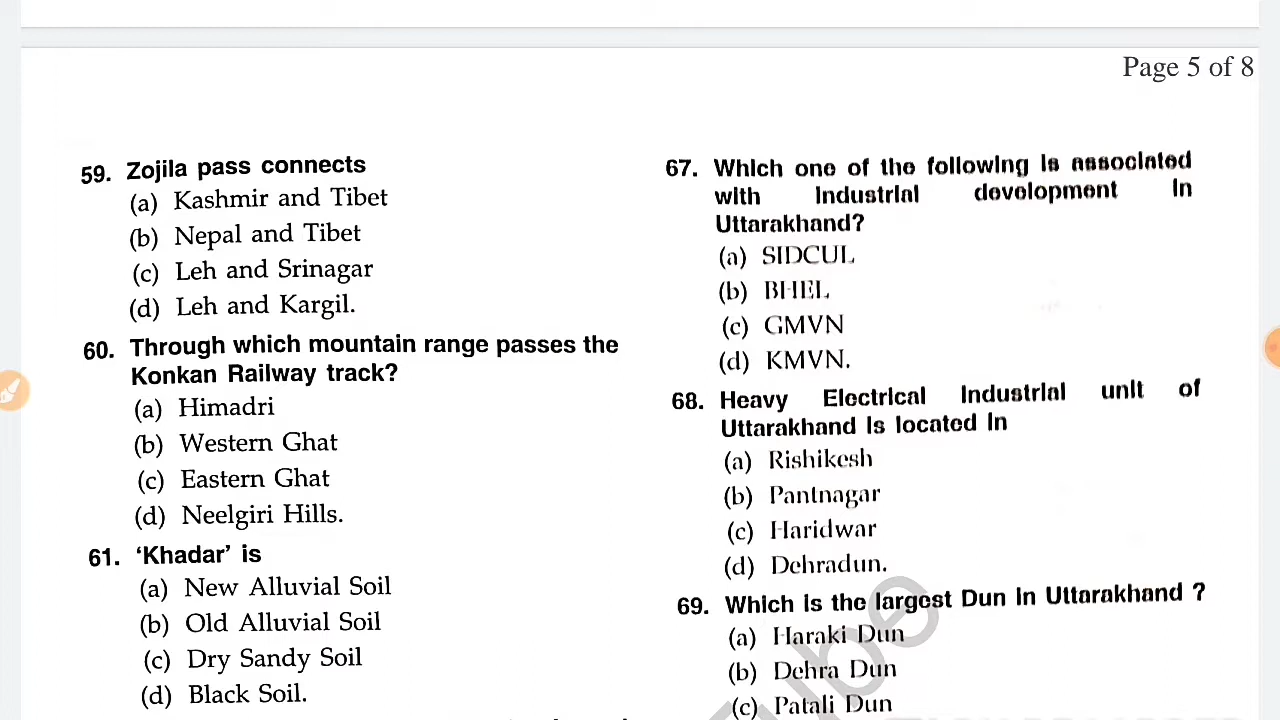 Page 5 of 8
59. Zojila pass connects
(a) Kashmir and Tibet
(b) Nepal and Tibet
(c) Leh and Srinagar
(d) Leh and Kargil.
60. Through which mountain range passes the
Konkan Railway track?
(a) Himadri
(b) Western Ghat
(c) Eastern Ghat
(d) Neelgiri Hills.
61. ‘Khadar’ is
(a) New Alluvial Soil
(b) Old Alluvial Soil
(c) Dry Sandy Soil
(d) Black Soil.
67. Which one of the following is associated
with Industrial development in
Uttarakhand?
(a) SIDCUL
(b) BHEL
(c) GMVN
(d) KMVN.
68. Heavy Electrical Industrial unit of
Uttarakhand is located in
(a) Rishikesh
(b) Pantnagar
(c) Haridwar
(d) Dehradun.
69. Which is the largest Dun in Uttarakhand ?
(a) Haraki Dun
(b) Dehra Dun
(c) Patali Dun